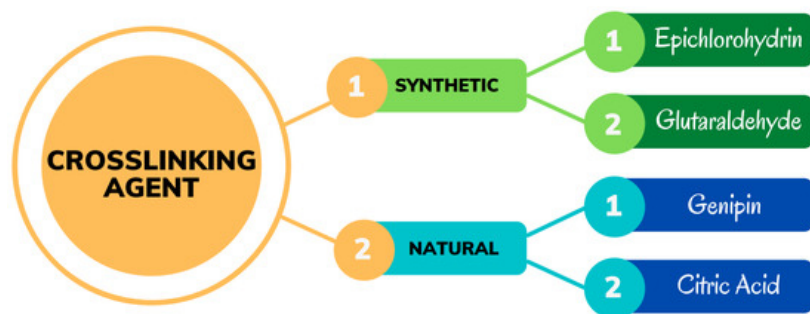 CROSSLINKING
AGENT
1
SYNTHETIC
1
Epichlorohydrin
2
Glutaraldehyde
2
NATURAL
1
Genipin
2
Citric Acid